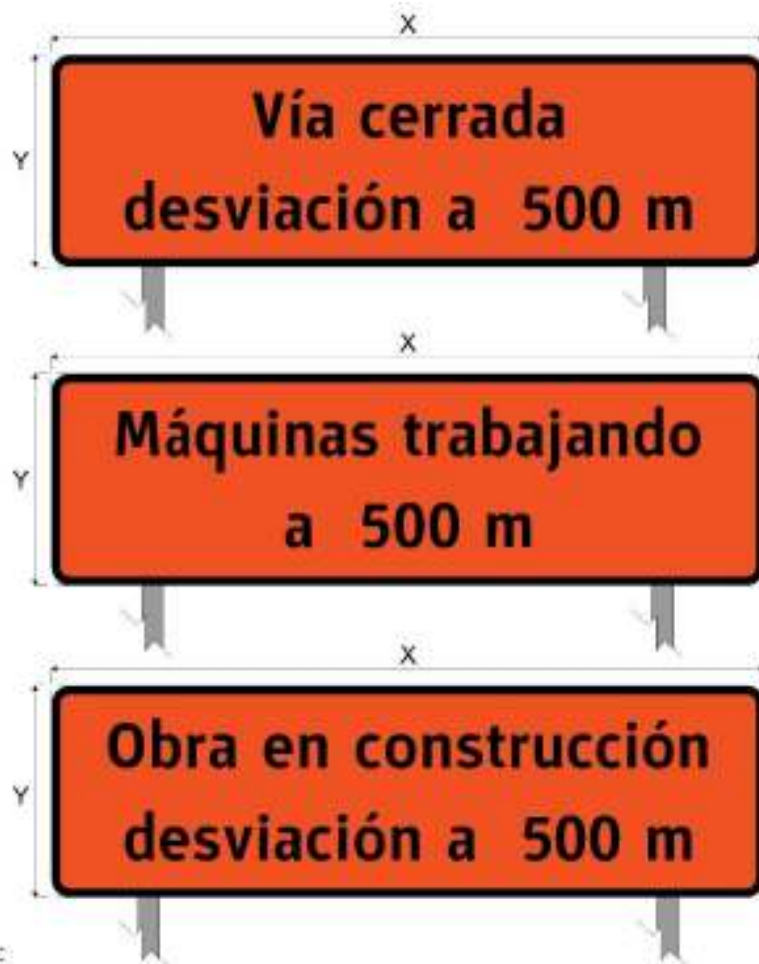 X
Y
Vía cerrada
desviación a 500 m
X
Y
Máquinas trabajando
a 500 m
X
Y
Obra en construcción
desviación a 500 m